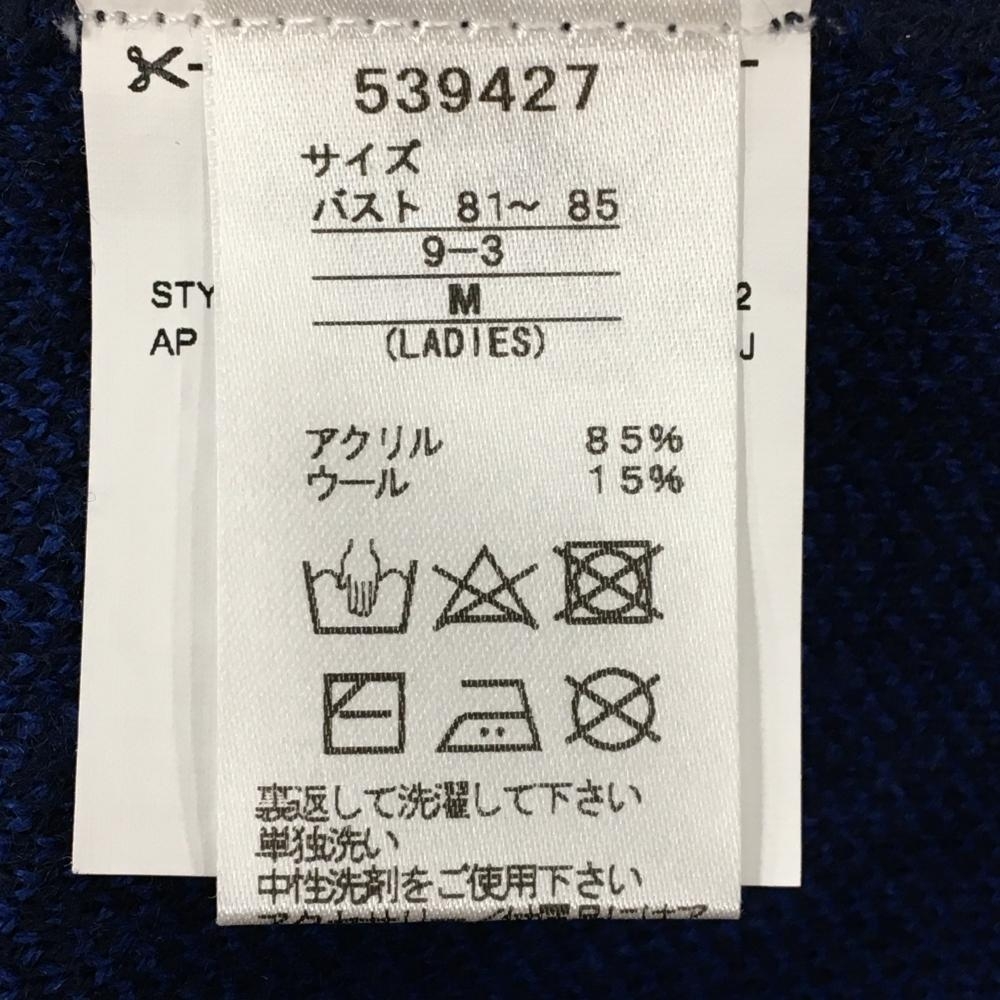 539427
サイズ
バスト 81〜 85
9-3
M
(LADIES)
STY
2
AP
J
アクリル 85%
ウール 15%
裏返して洗濯して下さい
単独洗い
中性洗剤をご使用下さい